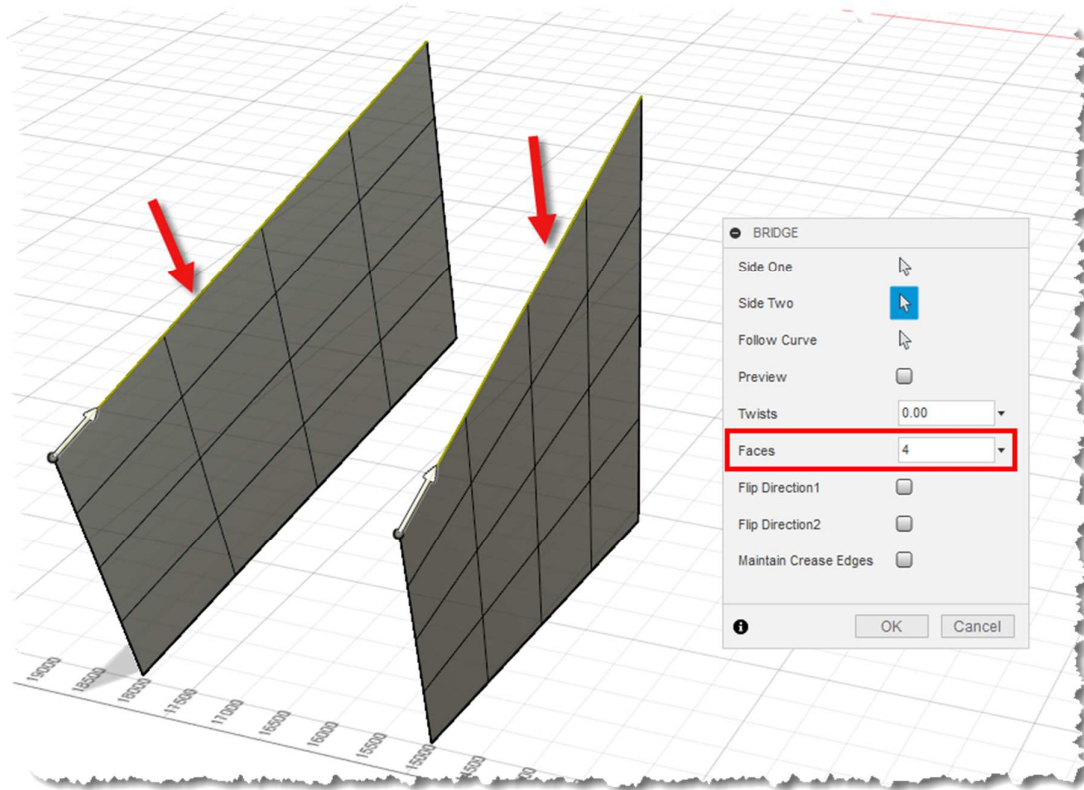 BRIDGE
Side One
Side Two
Follow Curve
Preview
Twists 0.00
Faces 4
Flip Direction1
Flip Direction2
Maintain Crease Edges
OK Cancel
19000
18500
18000
17500
17000
16500
16000
15500
15000